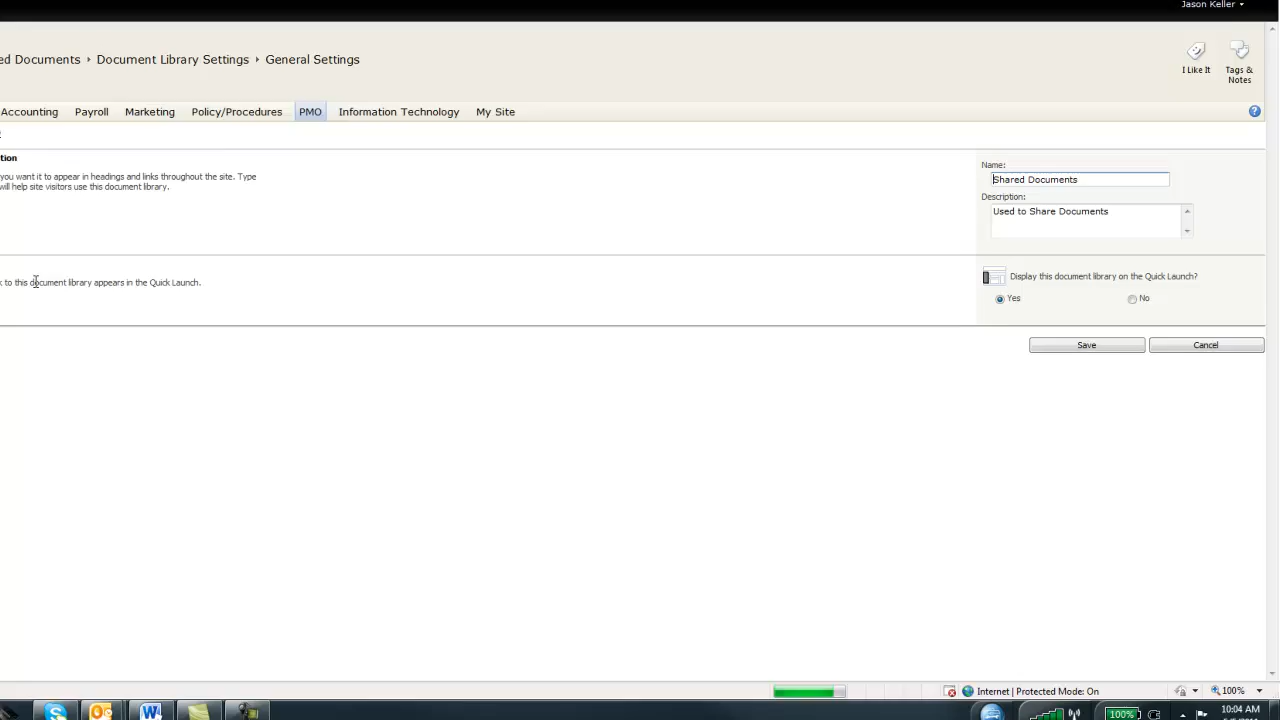 Jason Keller
ed Documents Document Library Settings General Settings
I Like It
Tags &
Notes
Accounting Payroll Marketing Policy/Procedures PMO Information Technology My Site
tion
you want it to appear in headings and links throughout the site. Type
will help site visitors use this document library.
Name:
Shared Documents
Description:
Used to Share Documents
k to this document library appears in the Quick Launch.
Display this document library on the Quick Launch?
Yes No
Save Cancel
Internet | Protected Mode: On
100%
100%
10:04 AM